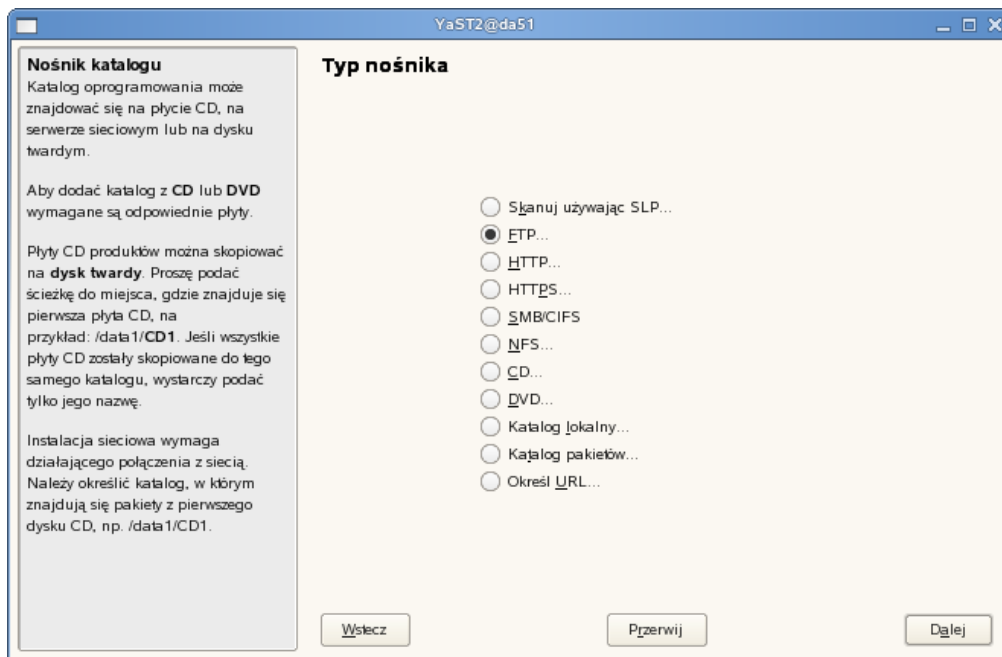 YaST2@da51
Nośnik katalogu
Katalog oprogramowania może
znajdować się na płycie CD, na
serwerze sieciowym lub na dysku
twardym.
Aby dodać katalog z CD lub DVD
wymagane są odpowiednie płyty.
Płyty CD produktów można skopiować
na dysk twardy. Proszę podać
ścieżkę do miejsca, gdzie znajduje się
pierwsza płyta CD, na
przykład: /data1/CD1. Jeśli wszystkie
płyty CD zostały skopiowane do tego
samego katalogu, wystarczy podać
tylko jego nazwę.
Instalacja sieciowa wymaga
działającego połączenia z siecią.
Należy określić katalog, w którym
znajdują się pakiety z pierwszego
dysku CD, np. /data1/CD1.
Typ nośnika
Skanuj używając SLP...
FTP...
HTTP...
HTTPS...
SMB/CIFS
NFS...
CD...
DVD...
Katalog lokalny...
Katalog pakietów...
Określ URL...
Wstecz
Przerwij
Dalej